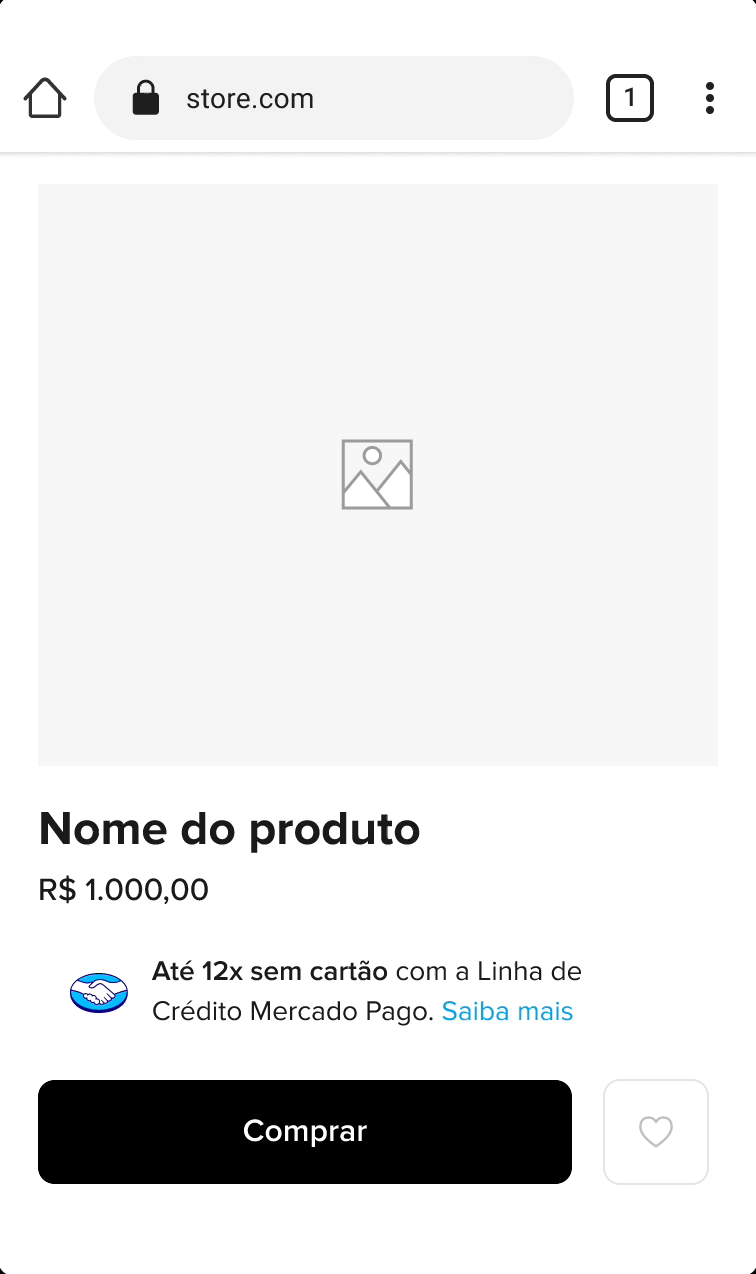 store.com
1
Nome do produto
R$ 1.000,00
Até 12x sem cartão com a Linha de
Crédito Mercado Pago. Saiba mais
Comprar